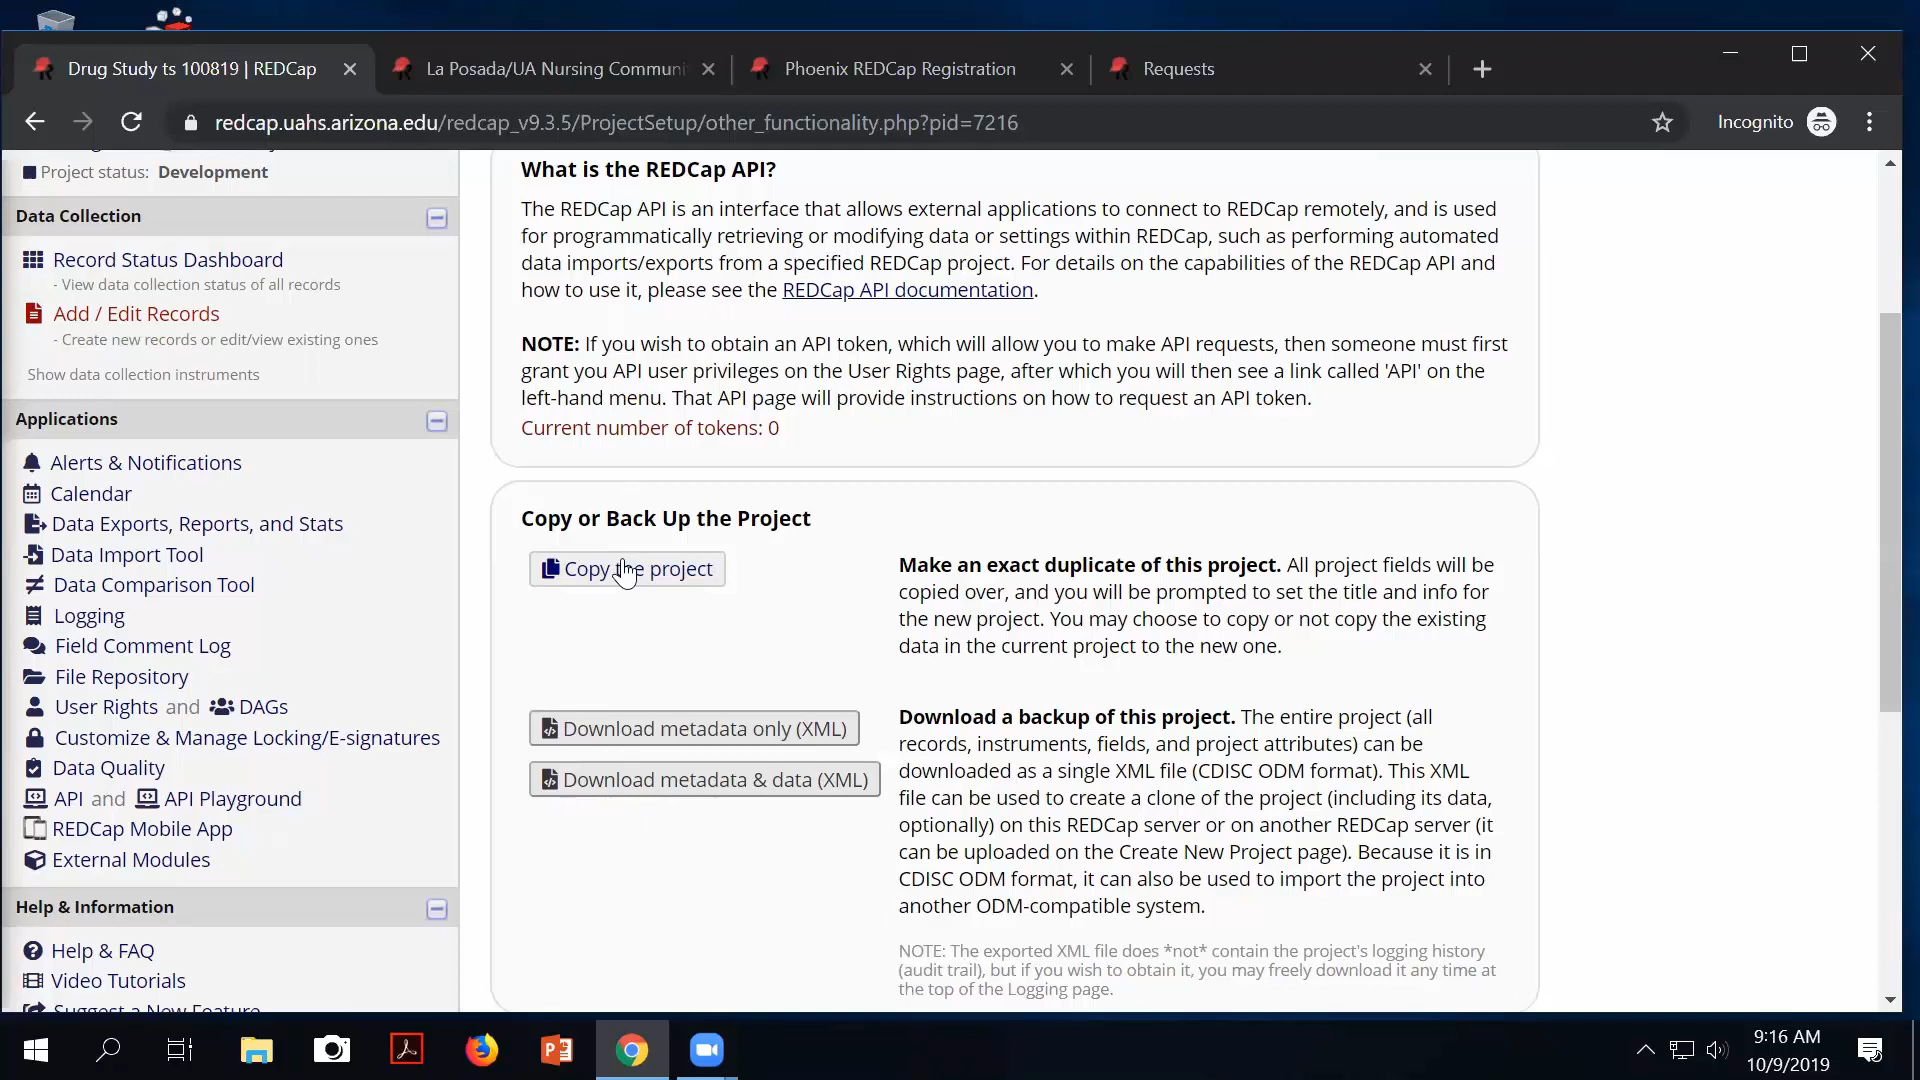 Drug Study ts 100819 | REDCap
La Posada/UA Nursing Communi
Phoenix REDCap Registration
Requests
redcap.uahs.arizona.edu/redcap_v9.3.5/ProjectSetup/other_functionality.php?pid=7216
Incognito
Project status: Development
Data Collection
Record Status Dashboard
- View data collection status of all records
Add / Edit Records
- Create new records or edit/view existing ones
Show data collection instruments
Applications
Alerts & Notifications
Calendar
Data Exports, Reports, and Stats
Data Import Tool
Data Comparison Tool
Logging
Field Comment Log
File Repository
User Rights and DAGs
Customize & Manage Locking/E-signatures
Data Quality
API and API Playground
REDCap Mobile App
External Modules
Help & Information
Help & FAQ
Video Tutorials
Suggest a New Feature
What is the REDCap API?
The REDCap API is an interface that allows external applications to connect to REDCap remotely, and is used
for programmatically retrieving or modifying data or settings within REDCap, such as performing automated
data imports/exports from a specified REDCap project. For details on the capabilities of the REDCap API and
how to use it, please see the REDCap API documentation.
NOTE: If you wish to obtain an API token, which will allow you to make API requests, then someone must first
grant you API user privileges on the User Rights page, after which you will then see a link called 'API' on the
left-hand menu. That API page will provide instructions on how to request an API token.
Current number of tokens: 0
Copy or Back Up the Project
Copy the project
Make an exact duplicate of this project. All project fields will be
copied over, and you will be prompted to set the title and info for
the new project. You may choose to copy or not copy the existing
data in the current project to the new one.
Download metadata only (XML)
Download metadata & data (XML)
Download a backup of this project. The entire project (all
records, instruments, fields, and project attributes) can be
downloaded as a single XML file (CDISC ODM format). This XML
file can be used to create a clone of the project (including its data,
optionally) on this REDCap server or on another REDCap server (it
can be uploaded on the Create New Project page). Because it is in
CDISC ODM format, it can also be used to import the project into
another ODM-compatible system.
NOTE: The exported XML file does *not* contain the project's logging history
(audit trail), but if you wish to obtain it, you may freely download it any time at
the top of the Logging page.
9:16 AM
10/9/2019